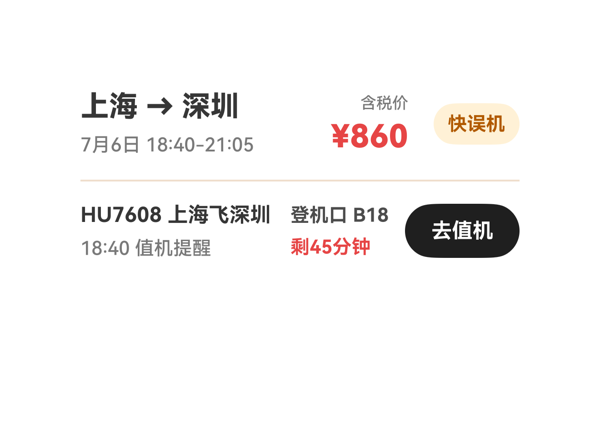 上海 → 深圳
7月6日 18:40-21:05
含税价
¥860
快误机
HU7608 上海飞深圳
18:40 值机提醒
登机口 B18
剩45分钟
去值机